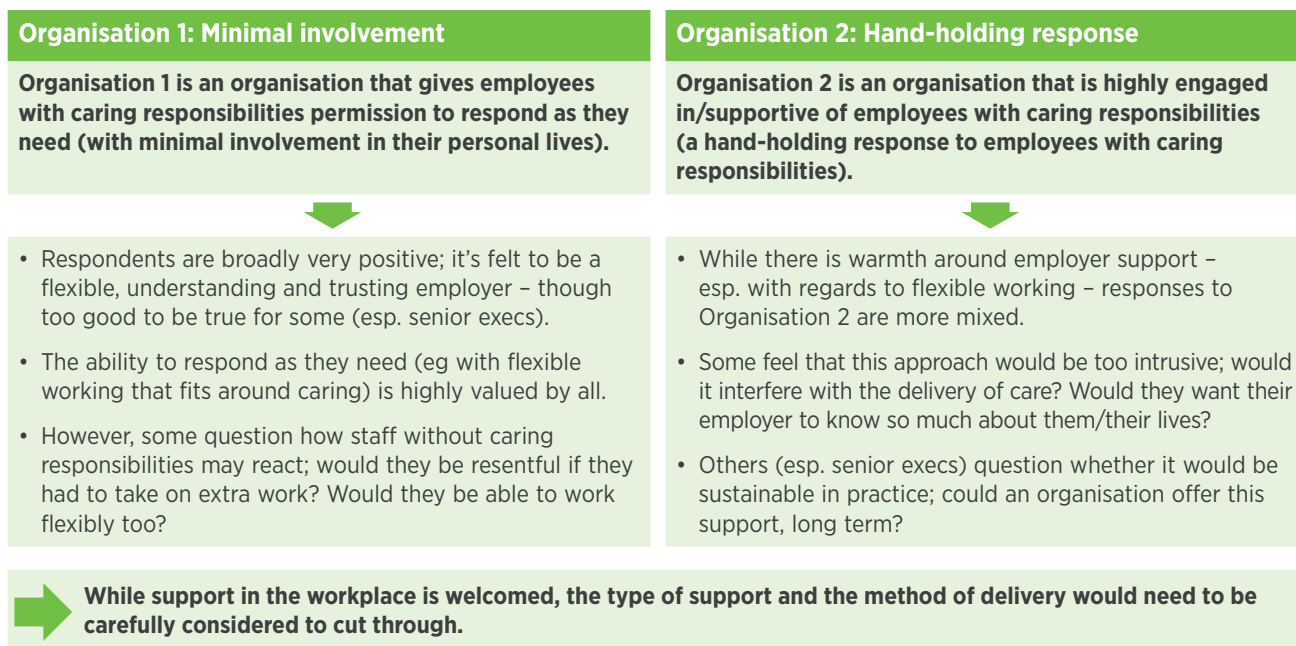 Organisation 1: Minimal involvement
Organisation 1 is an organisation that gives employees
with caring responsibilities permission to respond as they
need (with minimal involvement in their personal lives).
• Respondents are broadly very positive; it's felt to be a
flexible, understanding and trusting employer – though
too good to be true for some (esp. senior execs).
• The ability to respond as they need (eg with flexible
working that fits around caring) is highly valued by all.
• However, some question how staff without caring
responsibilities may react; would they be resentful if they
had to take on extra work? Would they be able to work
flexibly too?
Organisation 2: Hand-holding response
Organisation 2 is an organisation that is highly engaged
in/supportive of employees with caring responsibilities
(a hand-holding response to employees with caring
responsibilities).
• While there is warmth around employer support –
esp. with regards to flexible working – responses to
Organisation 2 are more mixed.
• Some feel that this approach would be too intrusive; would
it interfere with the delivery of care? Would they want their
employer to know so much about them/their lives?
• Others (esp. senior execs) question whether it would be
sustainable in practice; could an organisation offer this
support, long term?
While support in the workplace is welcomed, the type of support and the method of delivery would need to be
carefully considered to cut through.